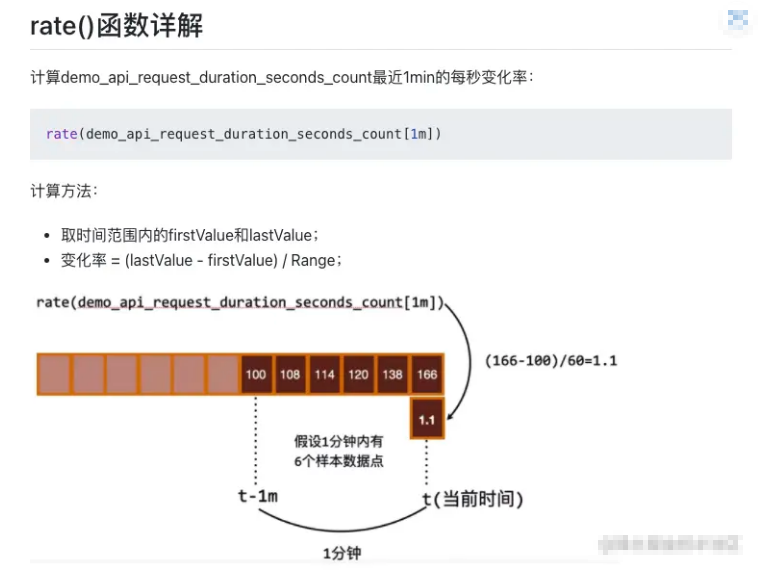 rate()函数详解
计算demo_api_request_duration_seconds_count最近1min的每秒变化率：
rate(demo_api_request_duration_seconds_count[1m])
计算方法：
• 取时间范围内的firstValue和lastValue；
• 变化率 = (lastValue - firstValue) / Range；
rate(demo_api_request_duration_seconds_count[1m])
(166-100)/60=1.1
100 108 114 120 138 166
1.1
假设1分钟内有
6个样本数据点
t-1m
t(当前时间)
1分钟